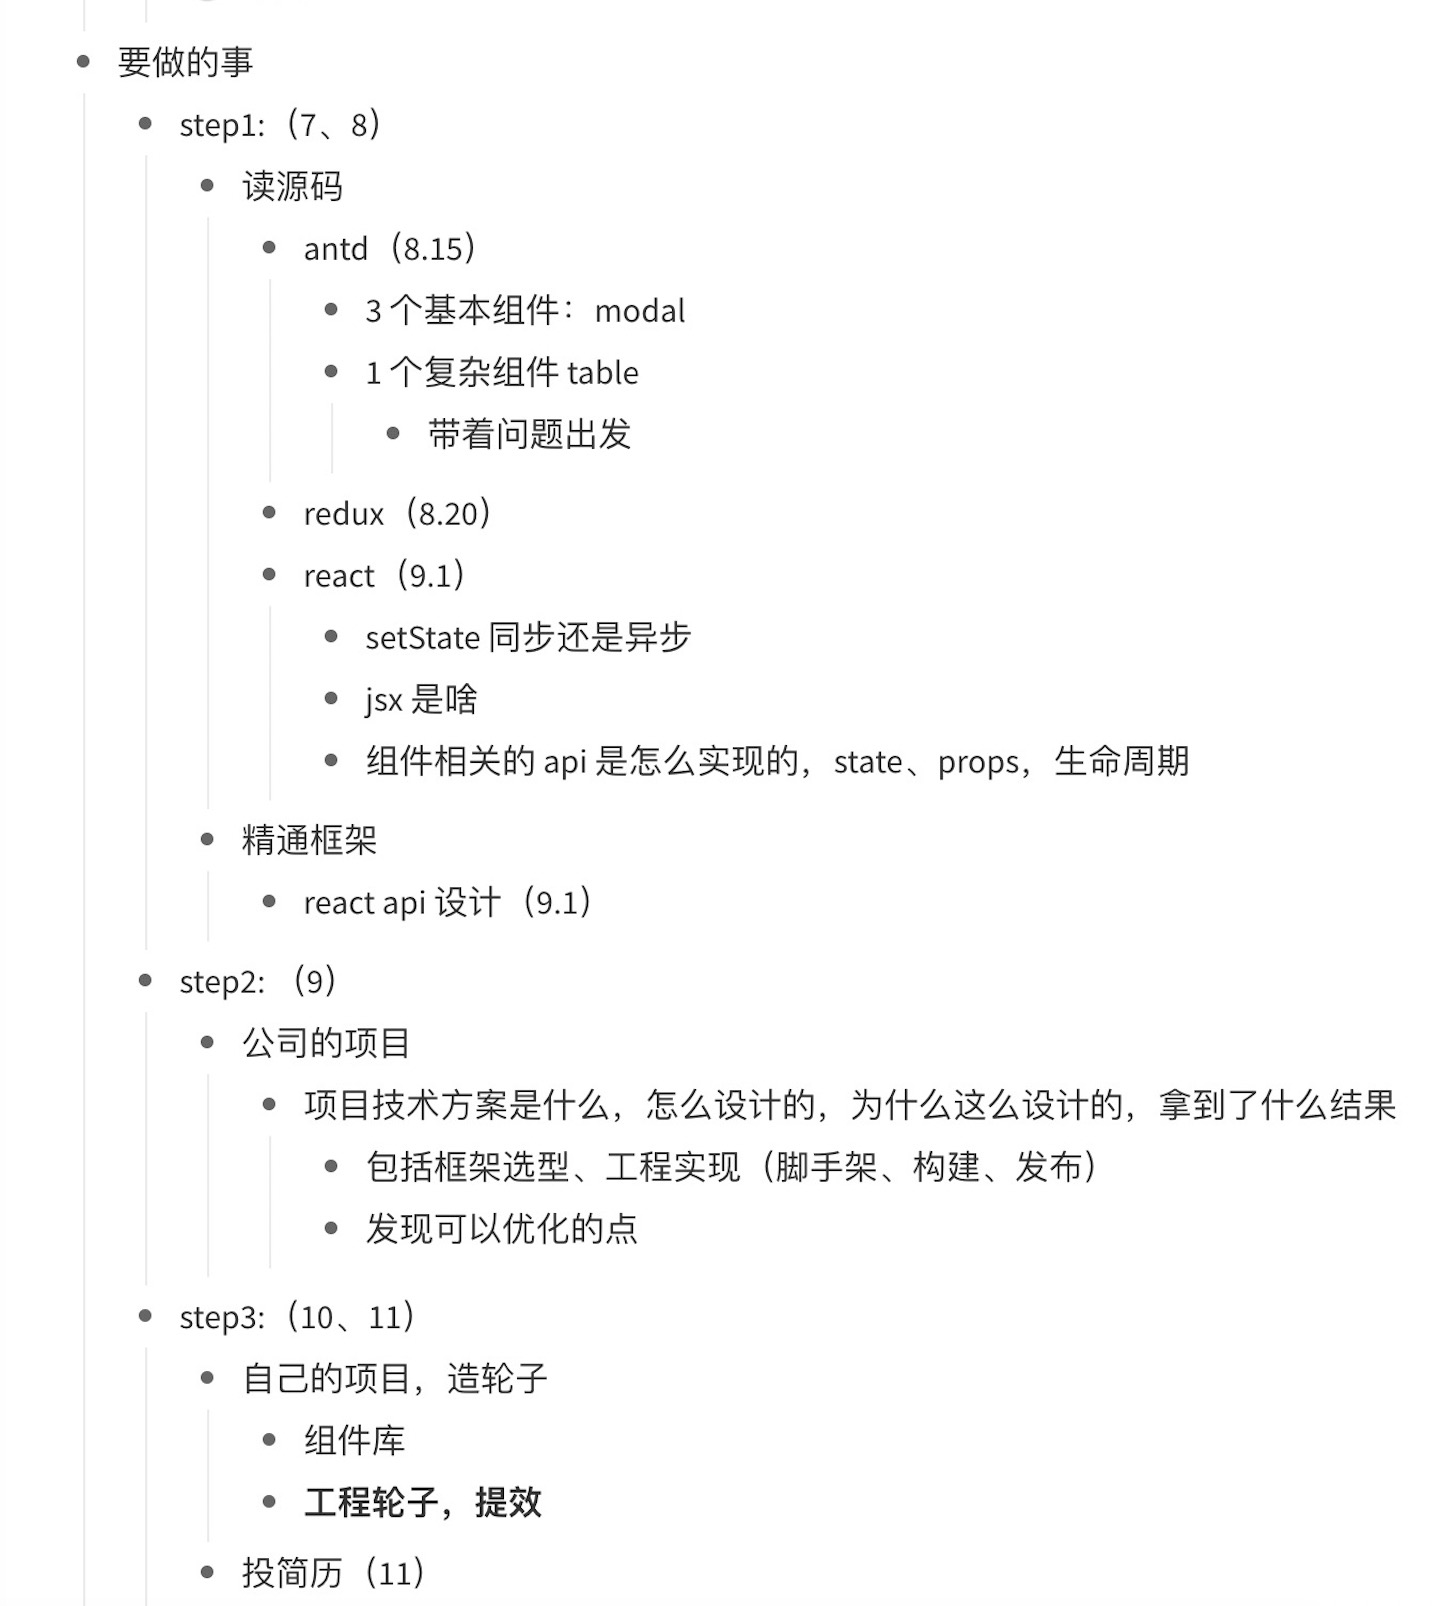 要做的事
step1:（7、8）
读源码
antd（8.15）
3 个基本组件：modal
1 个复杂组件 table
带着问题出发
redux（8.20）
react（9.1）
setState 同步还是异步
jsx 是啥
组件相关的 api 是怎么实现的，state、props，生命周期
精通框架
react api 设计（9.1）
step2: （9）
公司的项目
项目技术方案是什么，怎么设计的，为什么这么设计的，拿到了什么结果
包括框架选型、工程实现（脚手架、构建、发布）
发现可以优化的点
step3:（10、11）
自己的项目，造轮子
组件库
工程轮子，提效
投简历（11）